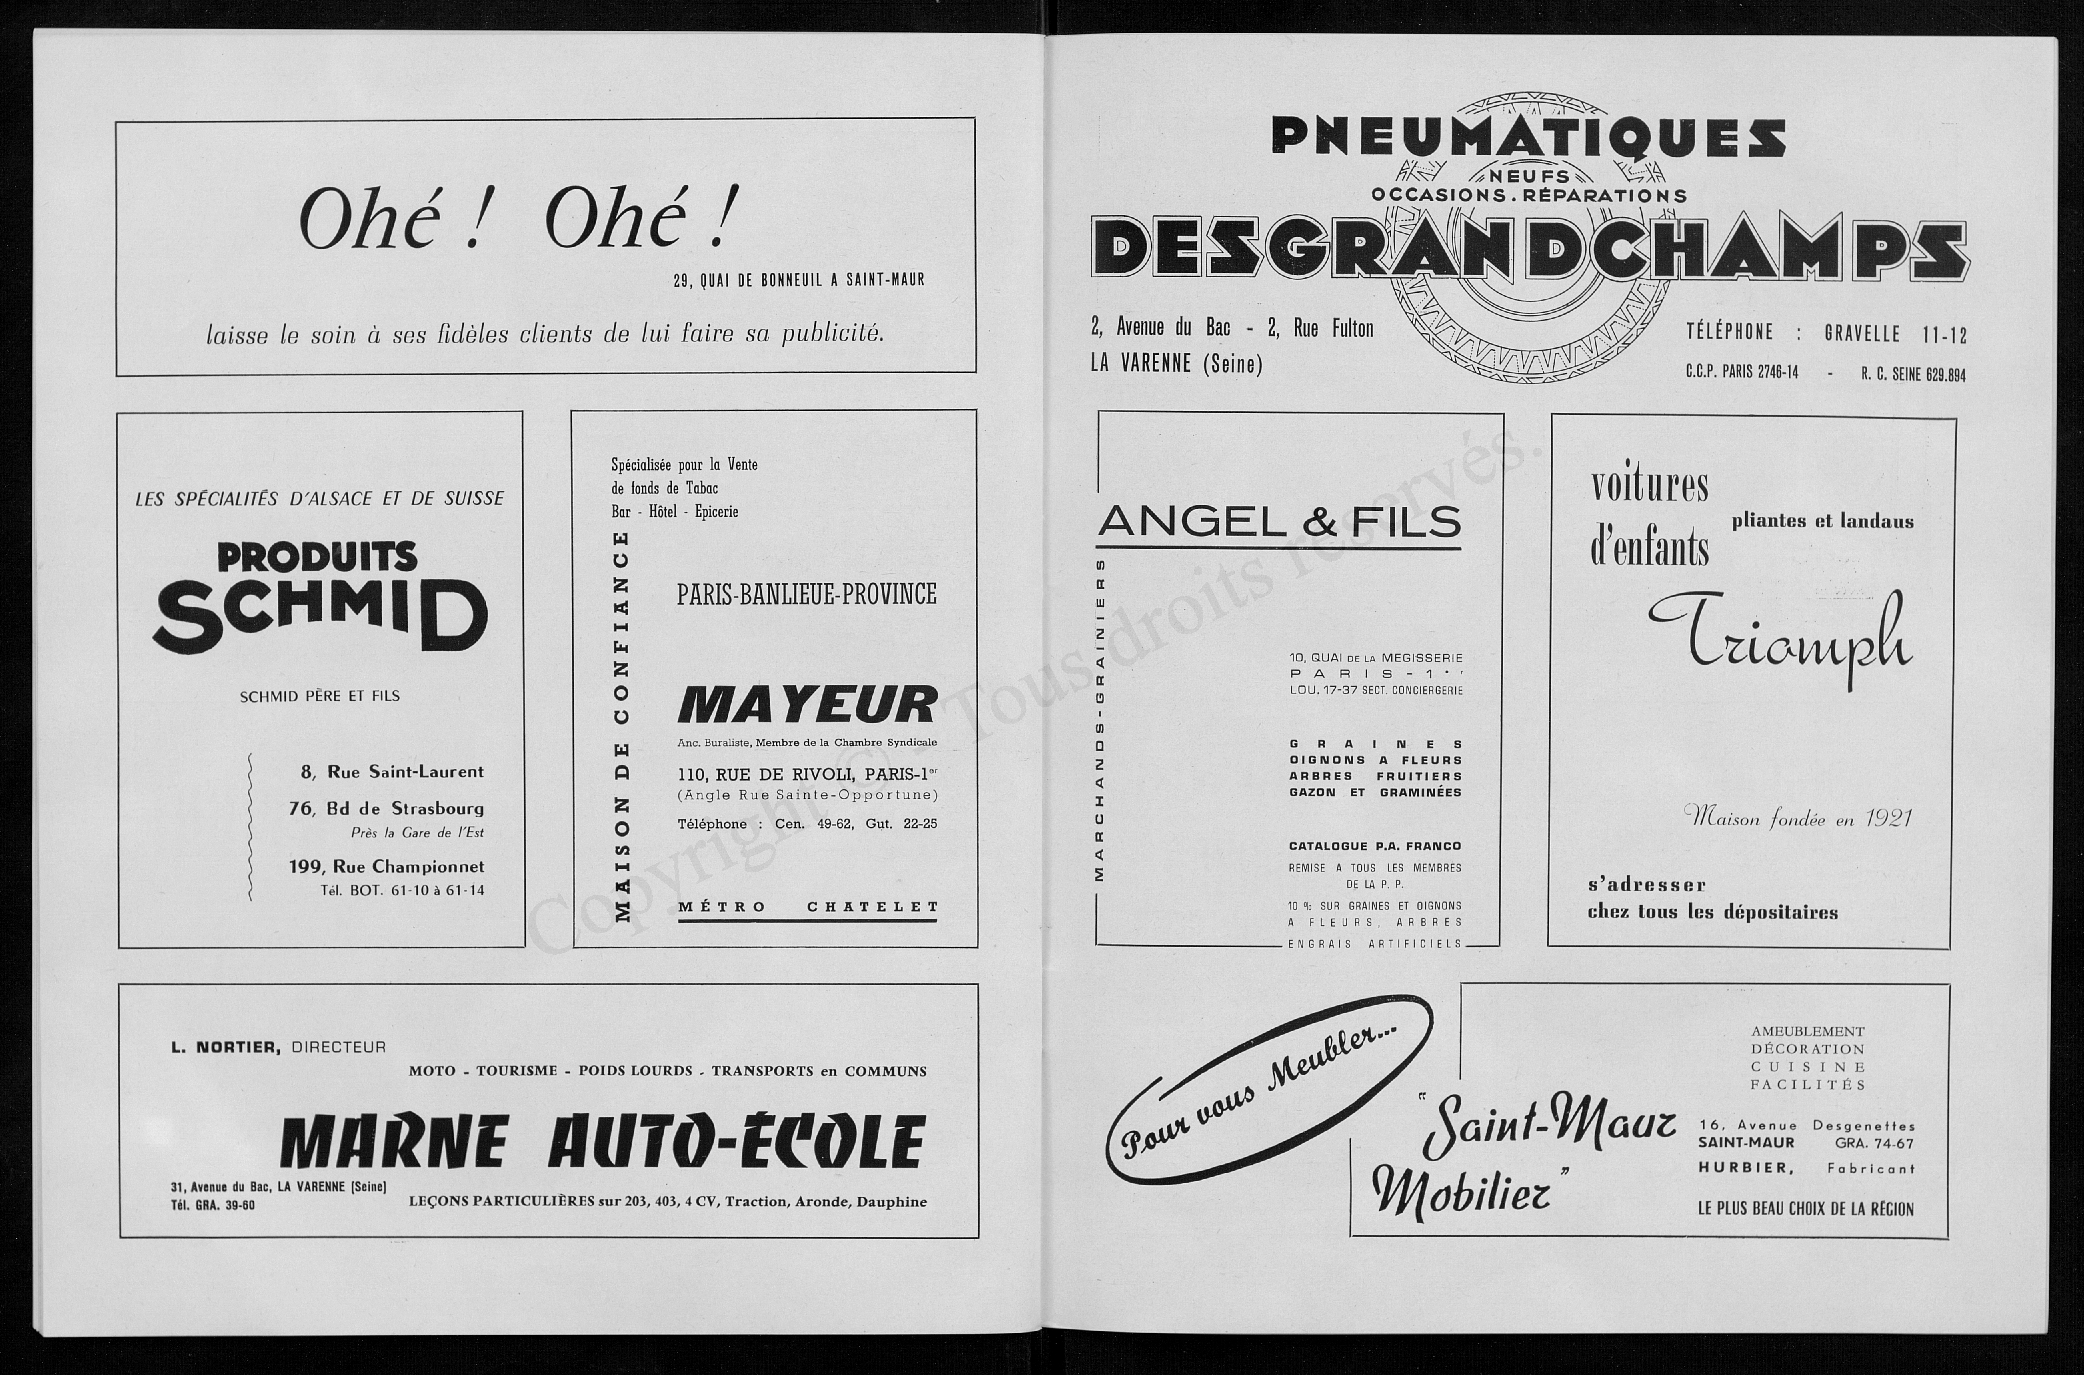 Ohé ! Ohé !
29, QUAI DE BONNEUIL A SAINT-MAUR
laisse le soin à ses fidèles clients de lui faire sa publicité.
LES SPÉCIALITÉS D'ALSACE ET DE SUISSE
PRODUITS
SCHMID
SCHMID PÈRE ET FILS
8, Rue Saint-Laurent
76, Bd de Strasbourg
Près la Gare de l'Est
199, Rue Championnet
Tél. BOT. 61-10 à 61-14
Spécialisée pour la Vente
de fonds de Tabac
Bar - Hôtel - Epicerie
MAISON DE CONFIANCE
PARIS-BANLIEUE-PROVINCE
MAYEUR
Anc. Buraliste, Membre de la Chambre Syndicale
110, RUE DE RIVOLI, PARIS-1er
(Angle Rue Sainte-Opportune)
Téléphone : Cen. 49-62, Gut. 22-25
MÉTRO CHATELET
L. NORTIER, DIRECTEUR
MOTO - TOURISME - POIDS LOURDS - TRANSPORTS en COMMUNS
MARNE AUTO-ÉCOLE
31, Avenue du Bac, LA VARENNE (Seine)
Tél. GRA. 39-60
LEÇONS PARTICULIÈRES sur 203, 403, 4 CV, Traction, Aronde, Dauphine
PNEUMATIQUES
NEUFS
OCCASIONS. RÉPARATIONS
DESGRANDCHAMPS
2, Avenue du Bac - 2, Rue Fulton
LA VARENNE (Seine)
TÉLÉPHONE : GRAVELLE 11-12
C.C.P. PARIS 2746-14 - R. C. SEINE 629.894
ANGEL & FILS
MARCHANDS-GRAINIERS
10, QUAI DE LA MEGISSERIE
PARIS-1er
LOU. 17-37 SECT. CONCIERGERIE
GRAINES
OIGNONS A FLEURS
ARBRES FRUITIERS
GAZON ET GRAMINÉES
CATALOGUE P.A. FRANCO
REMISE A TOUS LES MEMBRES
DE LA P. P.
10 % SUR GRAINES ET OIGNONS
A FLEURS, ARBRES
ENGRAIS ARTIFICIELS
voitures
d'enfants
pliantes et landaus
Triomph
Maison fondée en 1921
s'adresser
chez tous les dépositaires
Pour vous Meubler...
AMEUBLEMENT
DÉCORATION
CUISINE
FACILITÉS
"Saint-Maur
Mobilier"
16, Avenue Desgenettes
SAINT-MAUR GRA. 74-67
HURBIER, Fabricant
LE PLUS BEAU CHOIX DE LA RÉGION
Copyright © - Tous droits reservés.